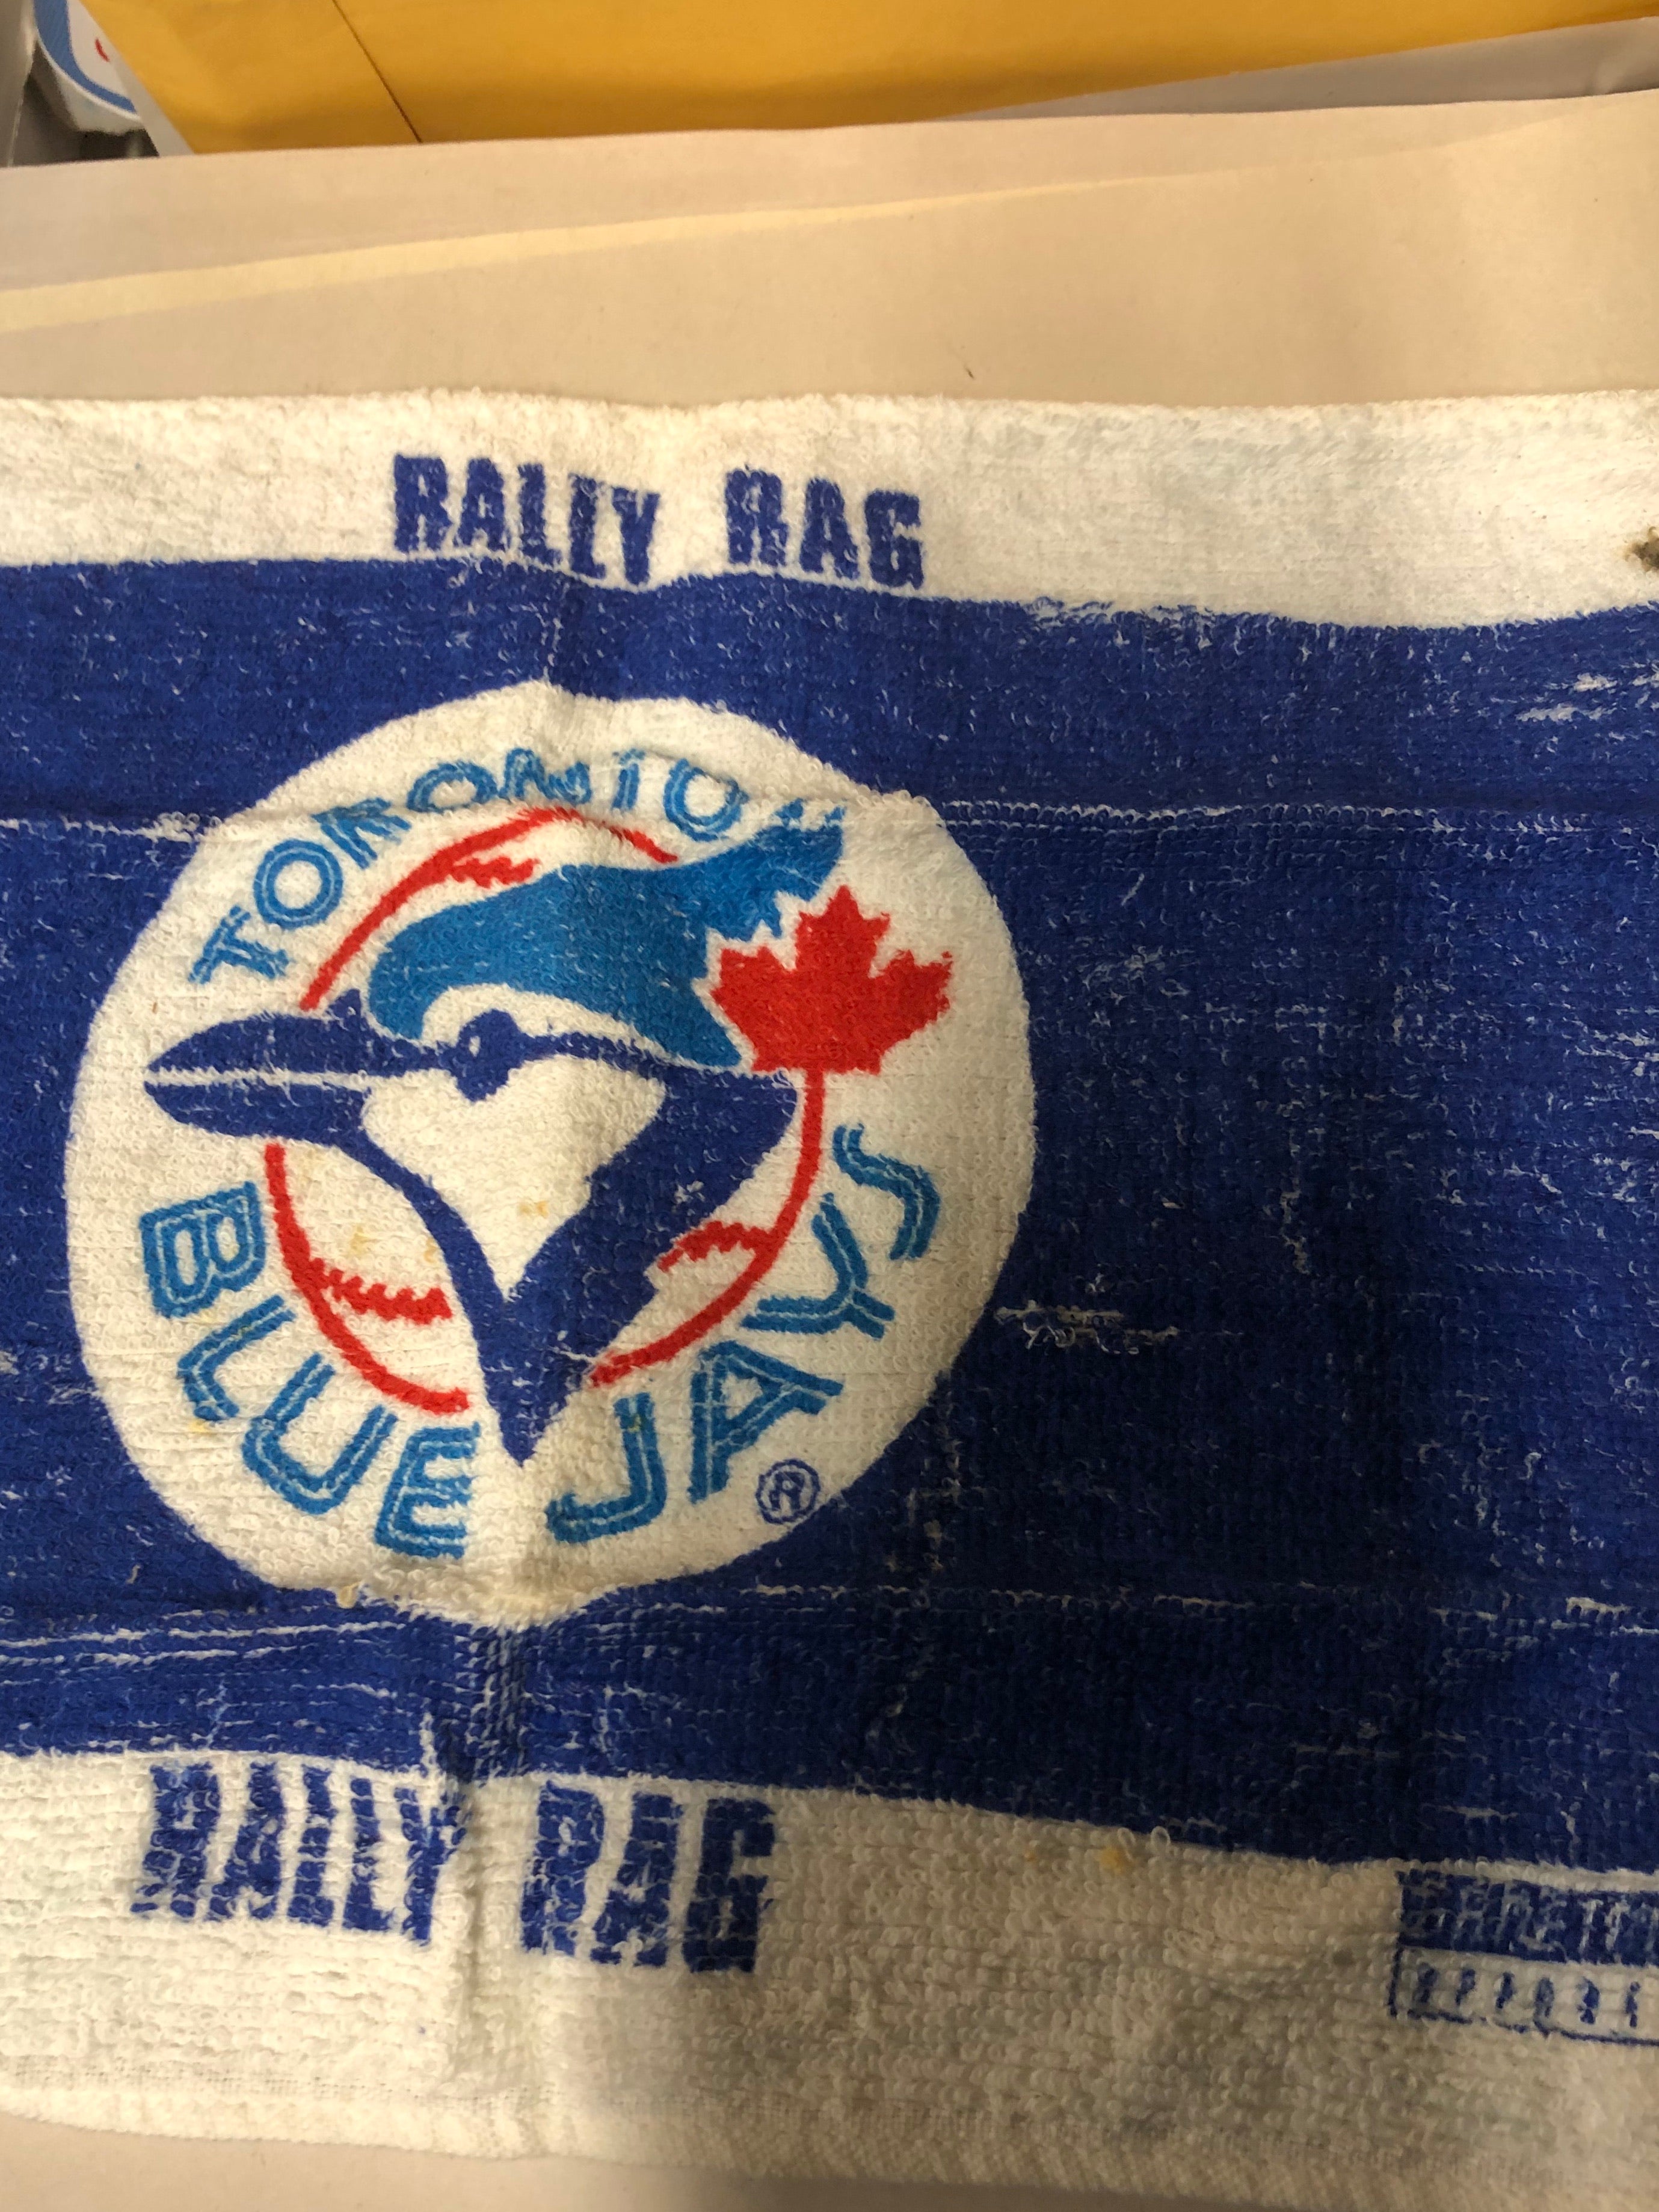 RALLY RAG
TORONTO
BLUE JAYS
®
RALLY RAG